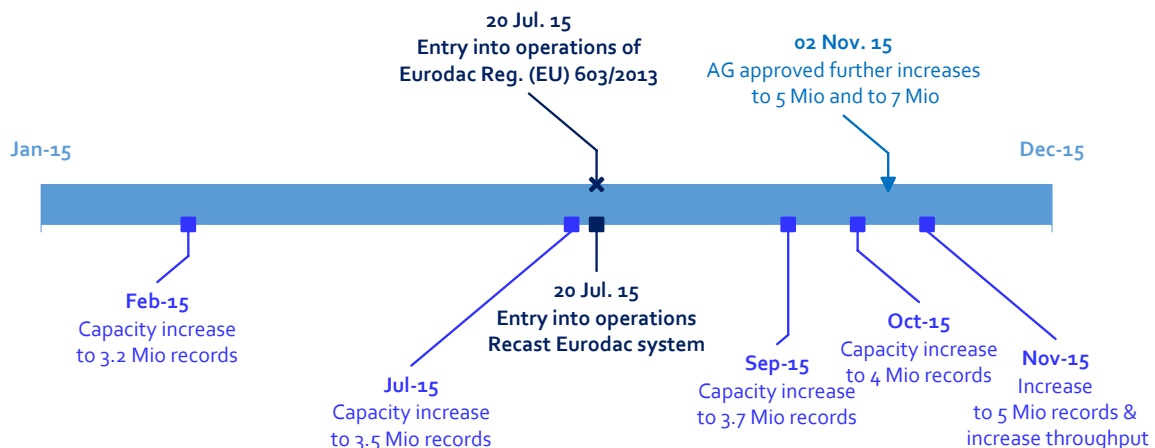 20 Jul. 15
Entry into operations of
Eurodac Reg. (EU) 603/2013
02 Nov. 15
AG approved further increases
to 5 Mio and to 7 Mio
Jan-15
Dec-15
Feb-15
Capacity increase
to 3.2 Mio records
Jul-15
Capacity increase
to 3.5 Mio records
20 Jul. 15
Entry into operations
Recast Eurodac system
Sep-15
Capacity increase
to 3.7 Mio records
Oct-15
Capacity increase
to 4 Mio records
Nov-15
Increase
to 5 Mio records &
increase throughput